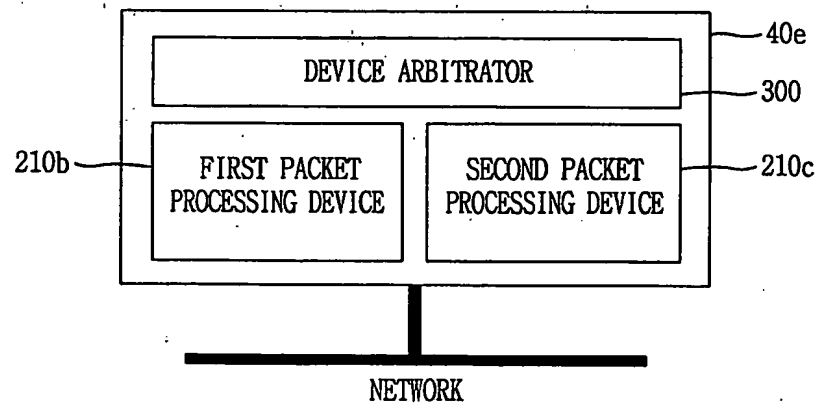 40e
DEVICE ARBITRATOR
300
210b
FIRST PACKET
PROCESSING DEVICE
SECOND PACKET
PROCESSING DEVICE
210c
NETWORK